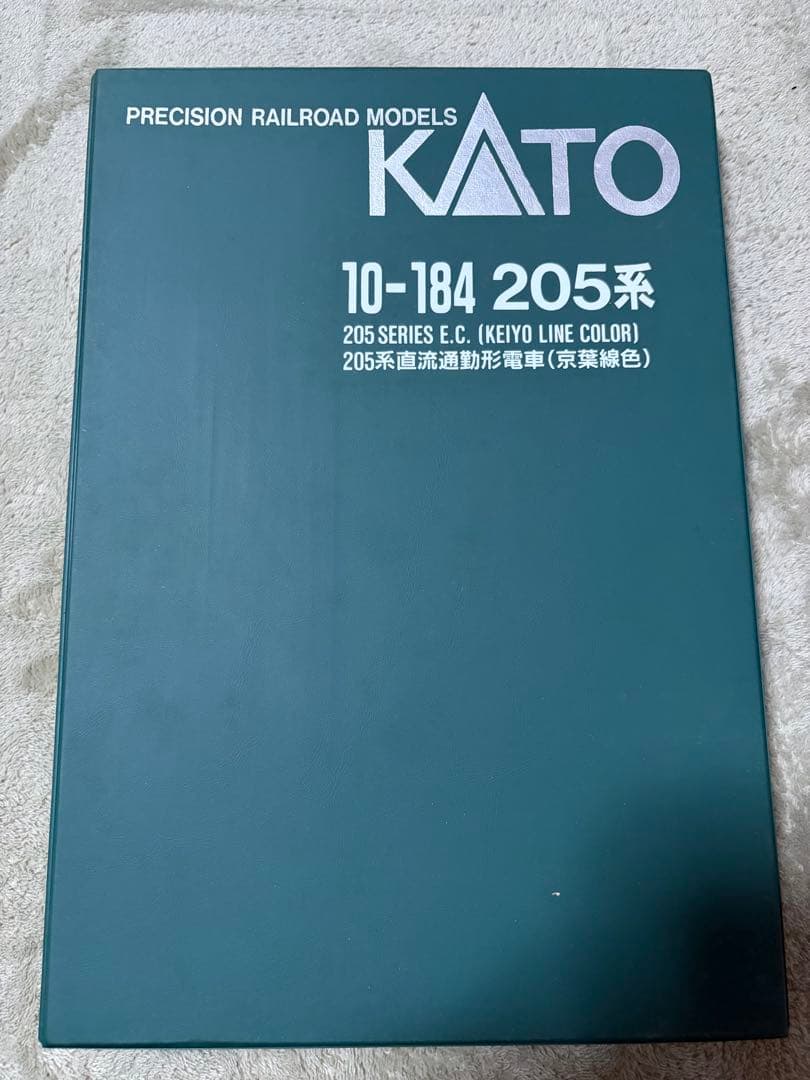 PRECISION RAILROAD MODELS
KATO
10-184 205系
205 SERIES E.C. (KEIYO LINE COLOR)
205系直流通勤形電車(京葉線色)